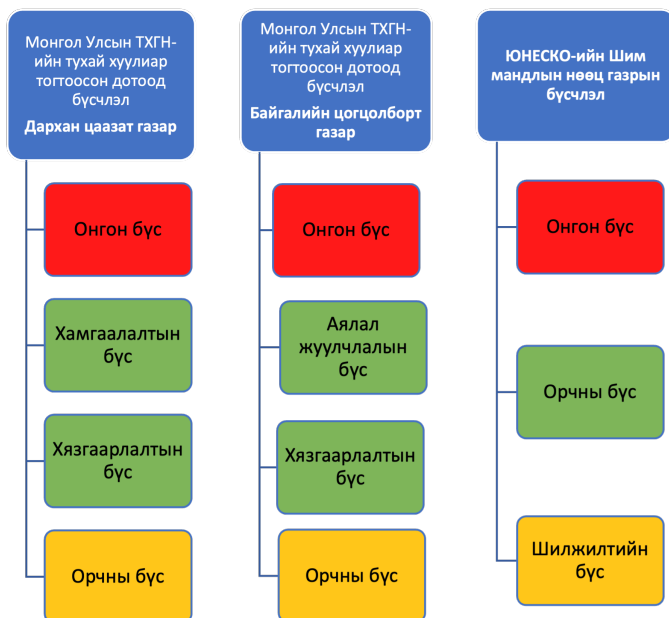 Монгол Улсын ТХГН-
ийн тухай хуулиар
тогтоосон дотоод
бүсчлэл
Дархан цаазат газар
Онгон бүс
Хамгаалалтын
бүс
Хязгаарлалтын
бүс
Орчны бүс
Монгол Улсын ТХГН-
ийн тухай хуулиар
тогтоосон дотоод
бүсчлэл
Байгалийн цогцолборт
газар
Онгон бүс
Аялал
жуулчлалын
бүс
Хязгаарлалтын
бүс
Орчны бүс
ЮНЕСКО-ийн Шим
мандлын нөөц газрын
бүсчлэл
Онгон бүс
Орчны бүс
Шилжилтийн
бүс